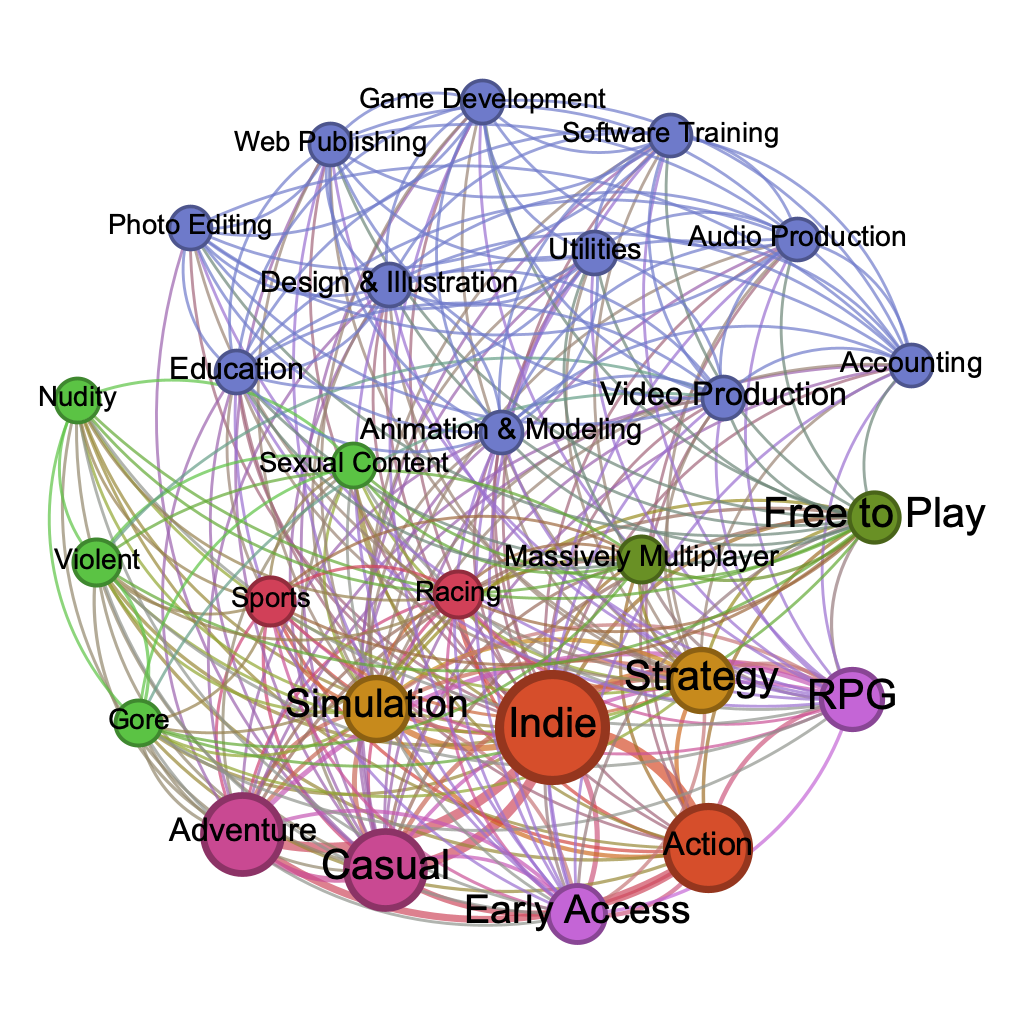 Game Development
Software Training
Web Publishing
Photo Editing
Audio Production
Utilities
Design & Illustration
Accounting
Education
Video Production
Nudity
Animation & Modeling
Sexual Content
Free to Play
Massively Multiplayer
Violent
Racing
Sports
Strategy
RPG
Simulation
Indie
Gore
Adventure
Action
Casual
Early Access